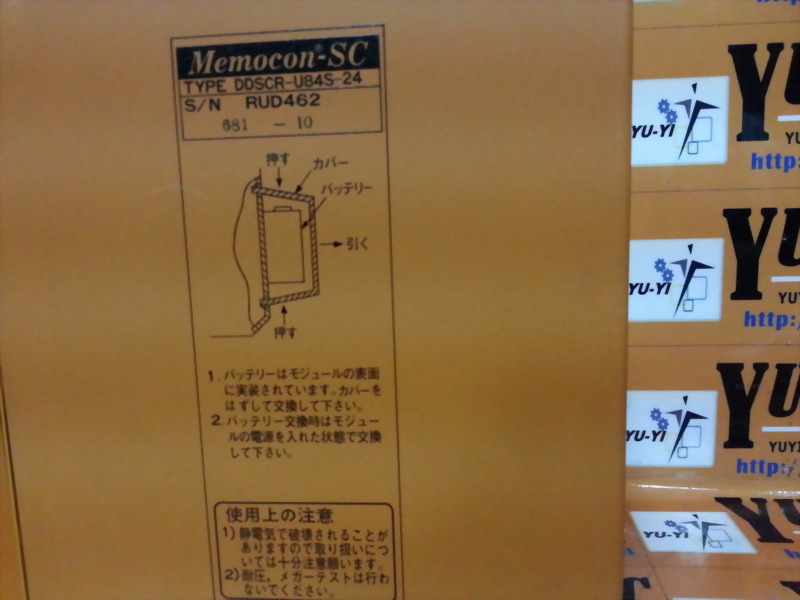 Memocon-SC
TYPE DDSCR-U84S-24
S/N RUD462
681 - 10
押す
カバー
バッテリー
引く
押す
1. バッテリーはモジュールの裏面
に実装されています。カバーを
はずして交換して下さい。
2. バッテリー交換時はモジュー
ルの電源を入れた状態で交換
して下さい。
使用上の注意
1) 静電気で破壊されることが
ありますので取り扱いにつ
いては十分注意願います。
2) 耐圧，メガーテストは行わ
ないでください。
YU-YI
http:
YU-YI
http:/
YU-YI
YUYI
http:/
YU-YI